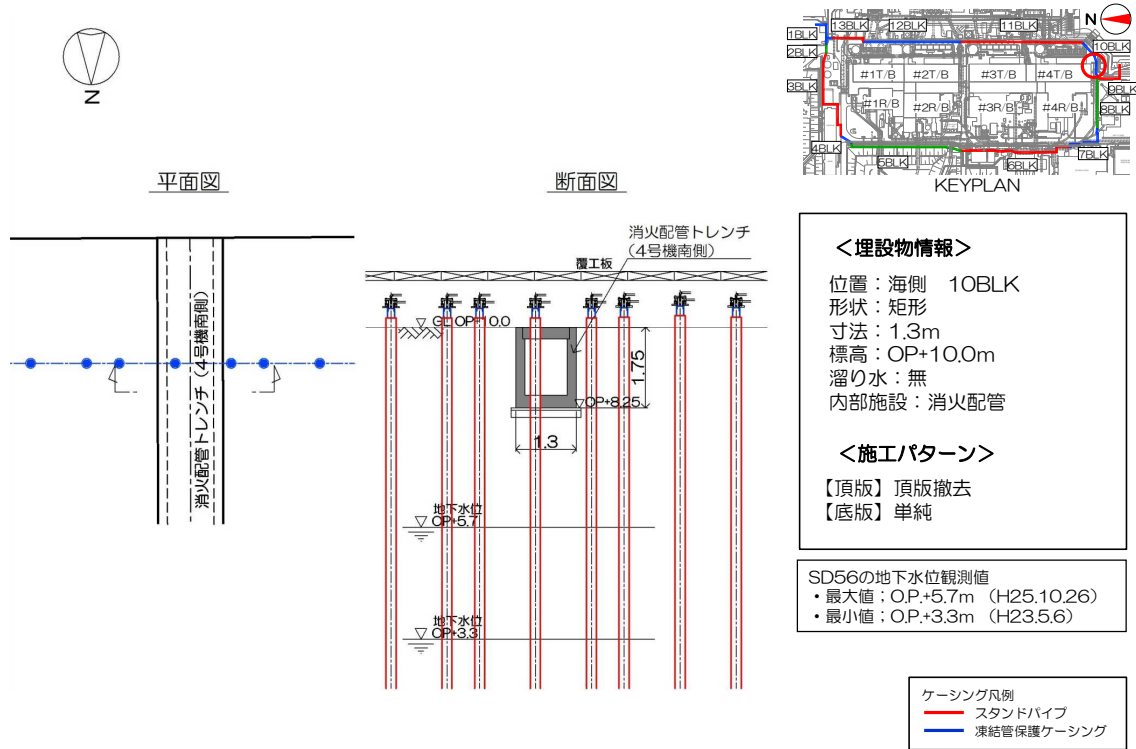 N
平面図
消火配管トレンチ(4号機南側)
断面図
消火配管トレンチ
(4号機南側)
覆工板
GL OP+10.0
1.75
OP+8.25
1.3
地下水位
OP+5.7
地下水位
OP+3.3
N
1BLK
2BLK
3BLK
4BLK
5BLK
6BLK
7BLK
8BLK
9BLK
10BLK
11BLK
12BLK
13BLK
#1T/B
#2T/B
#3T/B
#4T/B
#1R/B
#2R/B
#3R/B
#4R/B
KEYPLAN
<埋設物情報>
位置:海側 10BLK
形状:矩形
寸法:1.3m
標高:OP+10.0m
溜り水:無
内部施設:消火配管
<施工パターン>
【頂版】頂版撤去
【底版】単純
SD56の地下水位観測値
・最大値;O.P.+5.7m (H25.10.26)
・最小値;O.P.+3.3m (H23.5.6)
ケーシング凡例
スタンドパイプ
凍結管保護ケーシング